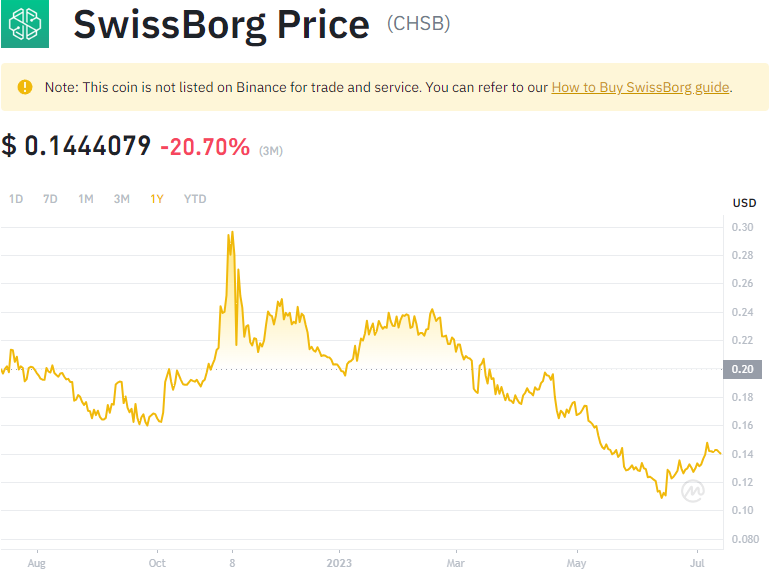 SwissBorg Price (CHSB)
Note: This coin is not listed on Binance for trade and service. You can refer to our How to Buy SwissBorg guide.
$ 0.1444079 -20.70% (3M)
1D 7D 1M 3M 1Y YTD
USD
0.30
0.28
0.26
0.24
0.22
0.20
0.18
0.16
0.14
0.12
0.10
0.080
Aug Oct 8 2023 Mar May Jul